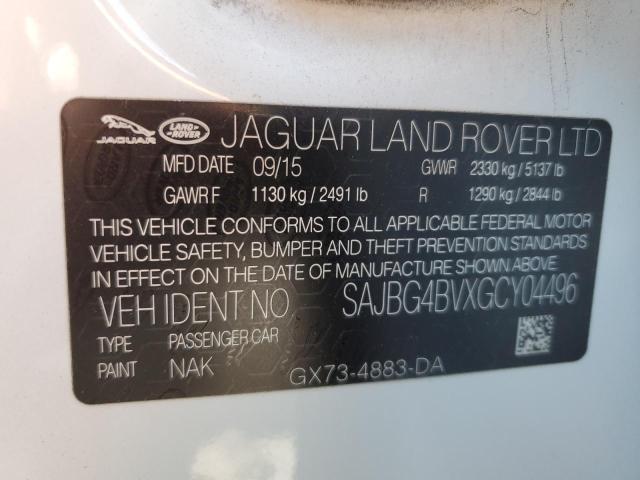 JAGUAR LAND ROVER JAGUAR LAND ROVER LTD
MFD DATE 09/15 GVWR 2330 kg / 5137 lb
GAWR F 1130 kg / 2491 lb R 1290 kg / 2844 lb
THIS VEHICLE CONFORMS TO ALL APPLICABLE FEDERAL MOTOR
VEHICLE SAFETY, BUMPER AND THEFT PREVENTION STANDARDS
IN EFFECT ON THE DATE OF MANUFACTURE SHOWN ABOVE.
VEH IDENT NO SAJBG4BVXGCY04496
TYPE PASSENGER CAR
PAINT NAK GX73-4883-DA